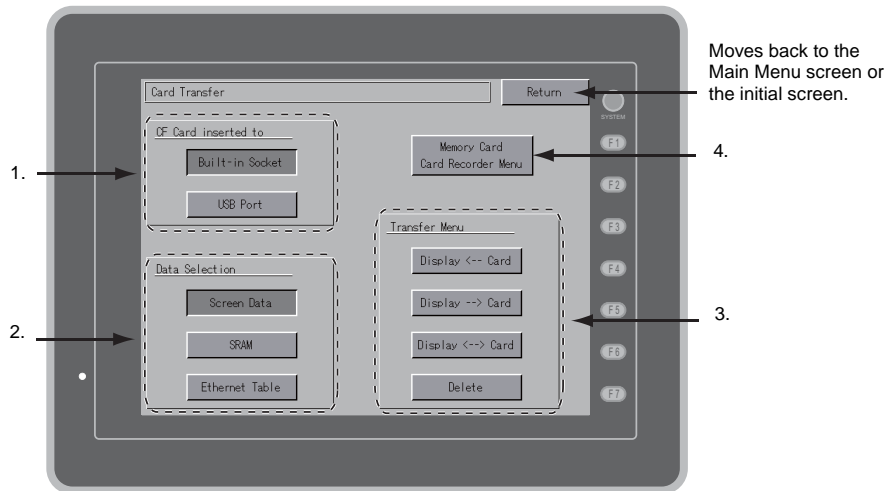 Moves back to the
Main Menu screen or
the initial screen.
Card Transfer
Return
SYSTEM
CF Card inserted to
Built-in Socket
USB Port
1.
Memory Card
Card Recorder Menu
4.
F1
F2
F3
F4
F5
F6
F7
Data Selection
Screen Data
SRAM
Ethernet Table
2.
Transfer Menu
Display <-- Card
Display --> Card
Display <--> Card
Delete
3.